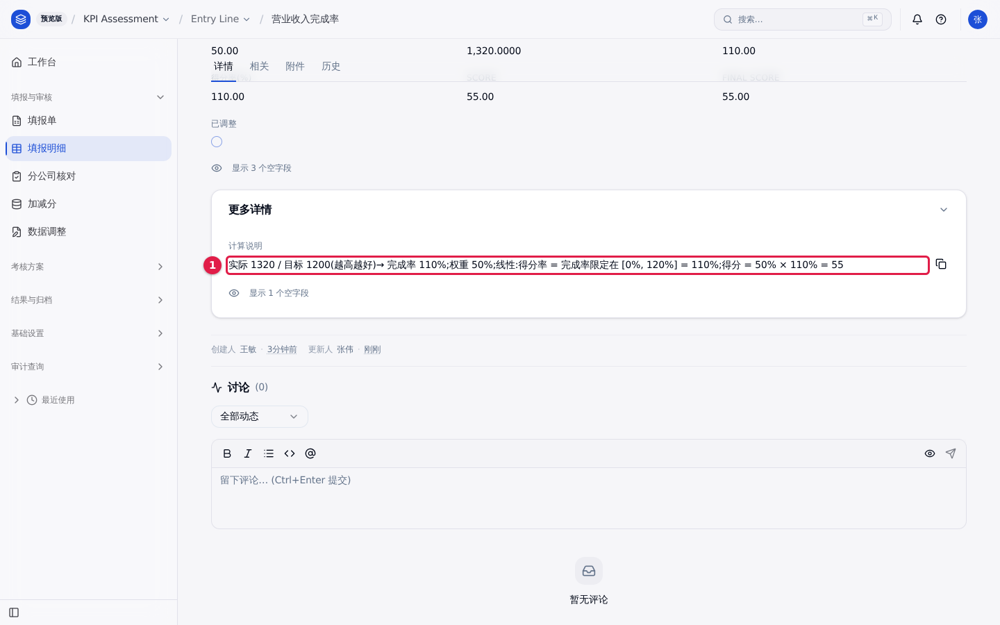 预览版 / KPI Assessment / Entry Line / 营业收入完成率
搜索... ⌘K
张
工作台
填报与审核
填报单
填报明细
分公司核对
加减分
数据调整
考核方案
结果与归档
基础设置
审计查询
最近使用
50.00 1,320.0000 110.00
详情 相关 附件 历史
得分率(%) SCORE FINAL SCORE
110.00 55.00 55.00
已调整
显示 3 个空字段
更多详情
计算说明
1 实际 1320 / 目标 1200(越高越好)→ 完成率 110%;权重 50%;线性:得分率 = 完成率限定在 [0%, 120%] = 110%;得分 = 50% × 110% = 55
显示 1 个空字段
创建人 王敏 · 3分钟前 更新人 张伟 · 刚刚
讨论 (0)
全部动态
留下评论... (Ctrl+Enter 提交)
暂无评论